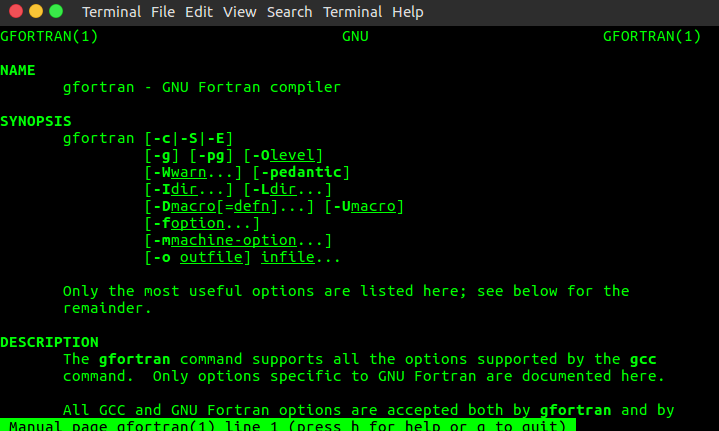 Terminal File Edit View Search Terminal Help
GFORTRAN(1) GNU GFORTRAN(1)
NAME
gfortran - GNU Fortran compiler
SYNOPSIS
gfortran [-c|-S|-E]
[-g] [-pg] [-Olevel]
[-Wwarn...] [-pedantic]
[-Idir...] [-Ldir...]
[-Dmacro[=defn]...] [-Umacro]
[-foption...]
[-mmachine-option...]
[-o outfile] infile...
Only the most useful options are listed here; see below for the
remainder.
DESCRIPTION
The gfortran command supports all the options supported by the gcc
command.  Only options specific to GNU Fortran are documented here.
All GCC and GNU Fortran options are accepted both by gfortran and by
Manual page gfortran(1) line 1 (press h for help or q to quit)